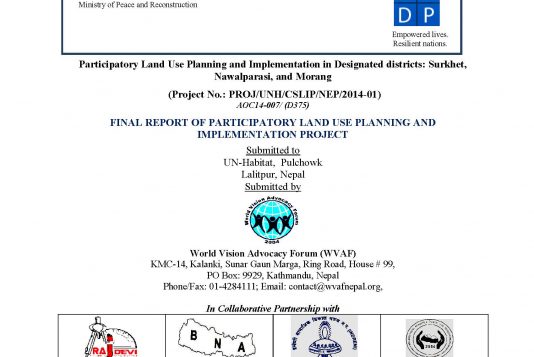 Ministry of Peace and Reconstruction
D P
Empowered lives.
Resilient nations.
Participatory Land Use Planning and Implementation in Designated districts: Surkhet,
Nawalparasi, and Morang
(Project No.: PROJ/UNH/CSLIP/NEP/2014-01)
AOC14-007/ (D375)
FINAL REPORT OF PARTICIPATORY LAND USE PLANNING AND
IMPLEMENTATION PROJECT
Submitted to
UN-Habitat, Pulchowk
Lalitpur, Nepal
Submitted by
World Vision Advocacy Forum
2004
World Vision Advocacy Forum (WVAF)
KMC-14, Kalanki, Sunar Gaun Marga, Ring Road, House # 99,
PO Box: 9929, Kathmandu, Nepal
Phone/Fax: 01-4284111; Email: contact@wvafnepal.org,
In Collaborative Partnership with
RAJDEVI
B N A